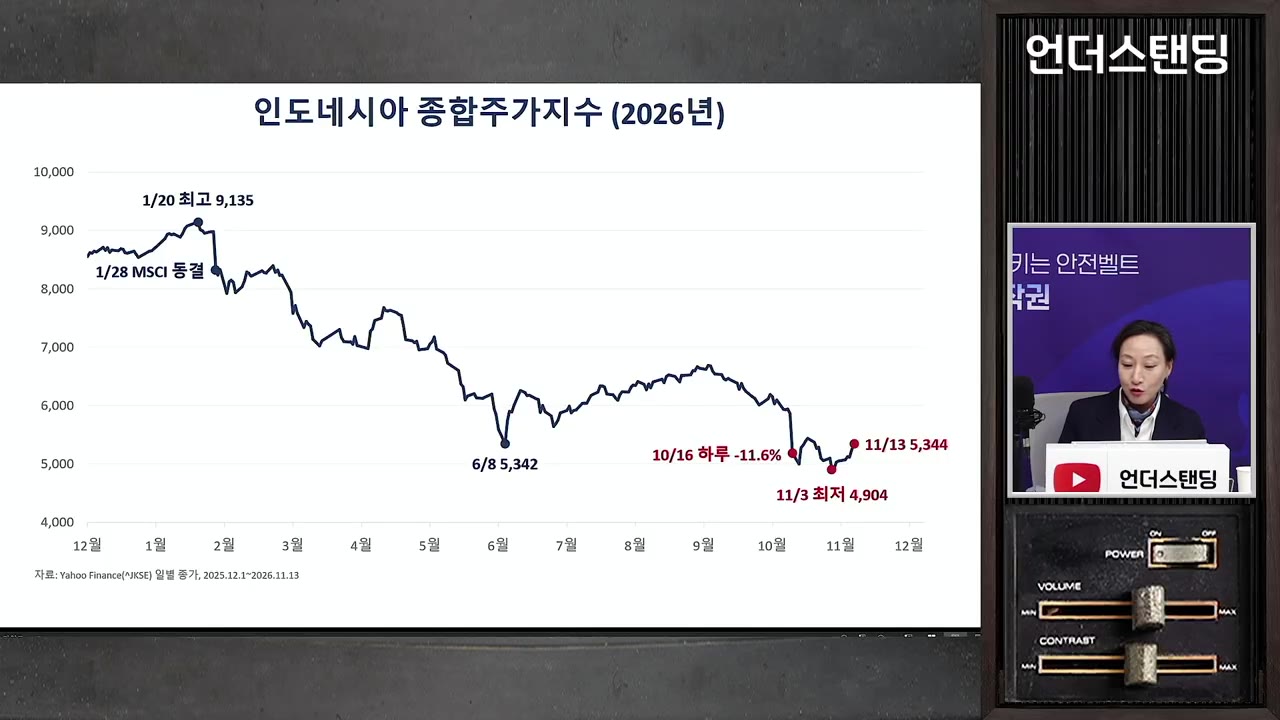 언더스탠딩
인도네시아 종합주가지수 (2026년)
10,000
9,000
8,000
7,000
6,000
5,000
4,000
1/20 최고 9,135
1/28 MSCI 동결
6/8 5,342
10/16 하루 -11.6%
11/13 5,344
11/3 최저 4,904
12월 1월 2월 3월 4월 5월 6월 7월 8월 9월 10월 11월 12월
자료: Yahoo Finance(^JKSE) 일별 종가, 2025.12.1~2026.11.13
키는 안전벨트
작권
언더스탠딩
POWER
ON OFF
VOLUME
MIN MAX
CONTRAST
MIN MAX